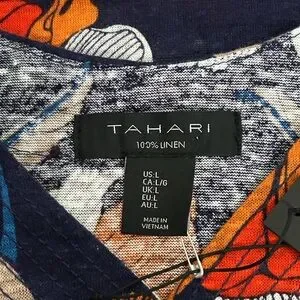 TAHARI
100% LINEN
US:L
CA:L/G
UK:L
EU:L
AU:L
MADE IN
VIETNAM